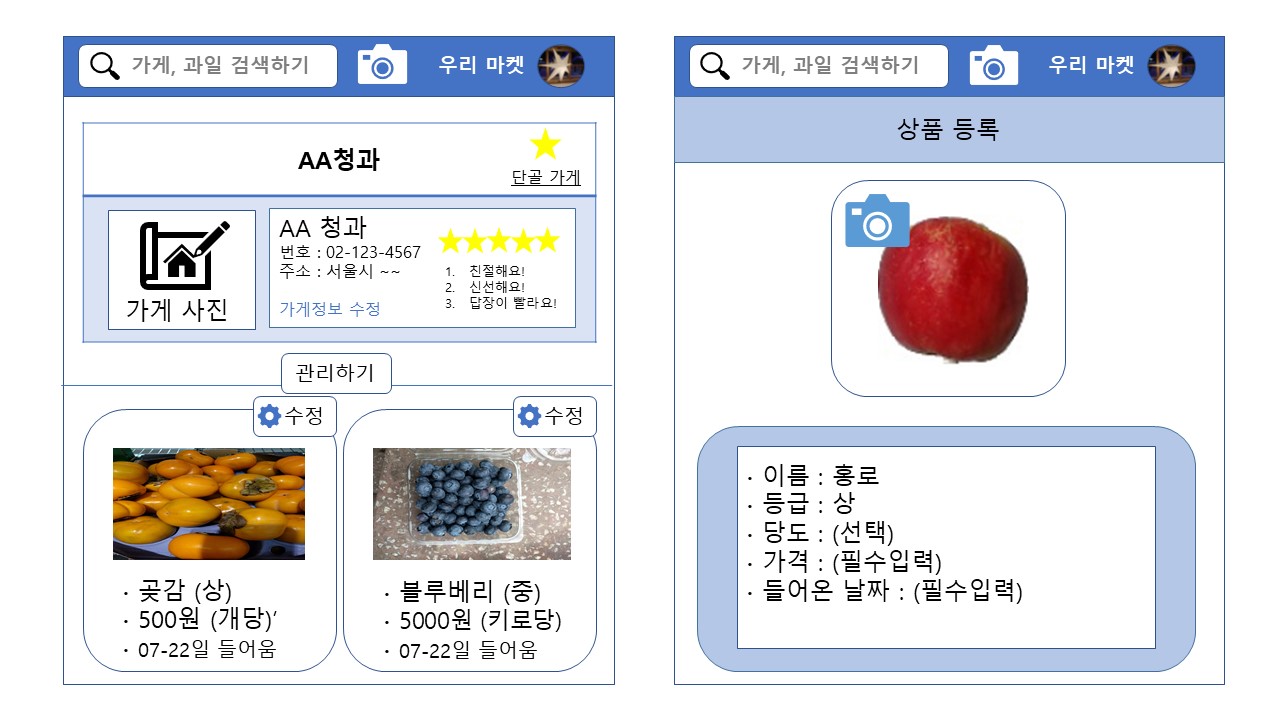 가게, 과일 검색하기
우리 마켓
AA청과
단골 가게
가게 사진
AA 청과
번호 : 02-123-4567
주소 : 서울시 ~~
가게정보 수정
1. 친절해요!
2. 신선해요!
3. 답장이 빨라요!
관리하기
수정
· 곶감 (상)
· 500원 (개당)’
· 07-22일 들어움
수정
· 블루베리 (중)
· 5000원 (키로당)
· 07-22일 들어움
가게, 과일 검색하기
우리 마켓
상품 등록
· 이름 : 홍로
· 등급 : 상
· 당도 : (선택)
· 가격 : (필수입력)
· 들어온 날짜 : (필수입력)